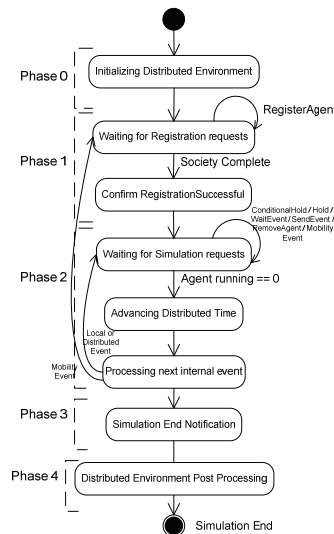 Phase 0
Initializing Distributed Environment
RegisterAgent
Waiting for Registration requests
Phase 1
Society Complete
Confirm RegistrationSuccessful
ConditionalHold / Hold /
WaitEvent / SendEvent /
RemoveAgent / Mobility
Event
Waiting for Simulation requests
Phase 2
Agent running == 0
Advancing Distributed Time
Local or
Distributed
Event
Mobility
Event
Processing next internal event
Phase 3
Simulation End Notification
Phase 4
Distributed Environment Post Processing
Simulation End